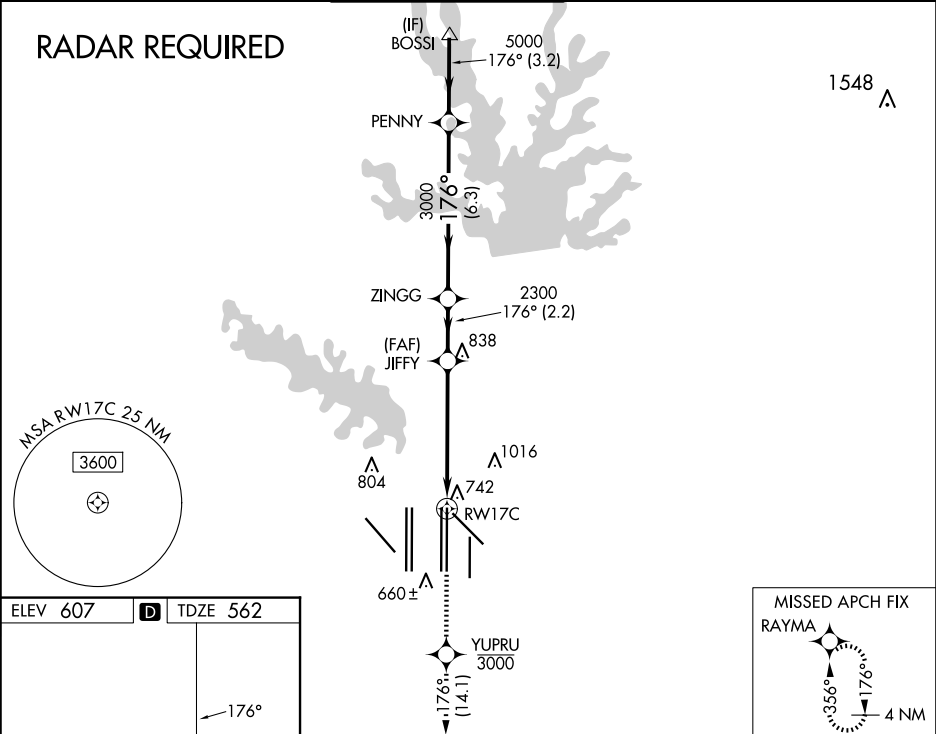 RADAR REQUIRED
(IF)
BOSSI
5000
176° (3.2)
1548
PENNY
3000
176°
(6.3)
ZINGG
2300
176° (2.2)
(FAF)
JIFFY
838
MSA RW17C 25 NM
3600
1016
804
742
RW17C
660±
ELEV 607
D
TDZE 562
176°
YUPRU
3000
176°
(14.1)
MISSED APCH FIX
RAYMA
356°
176°
4 NM